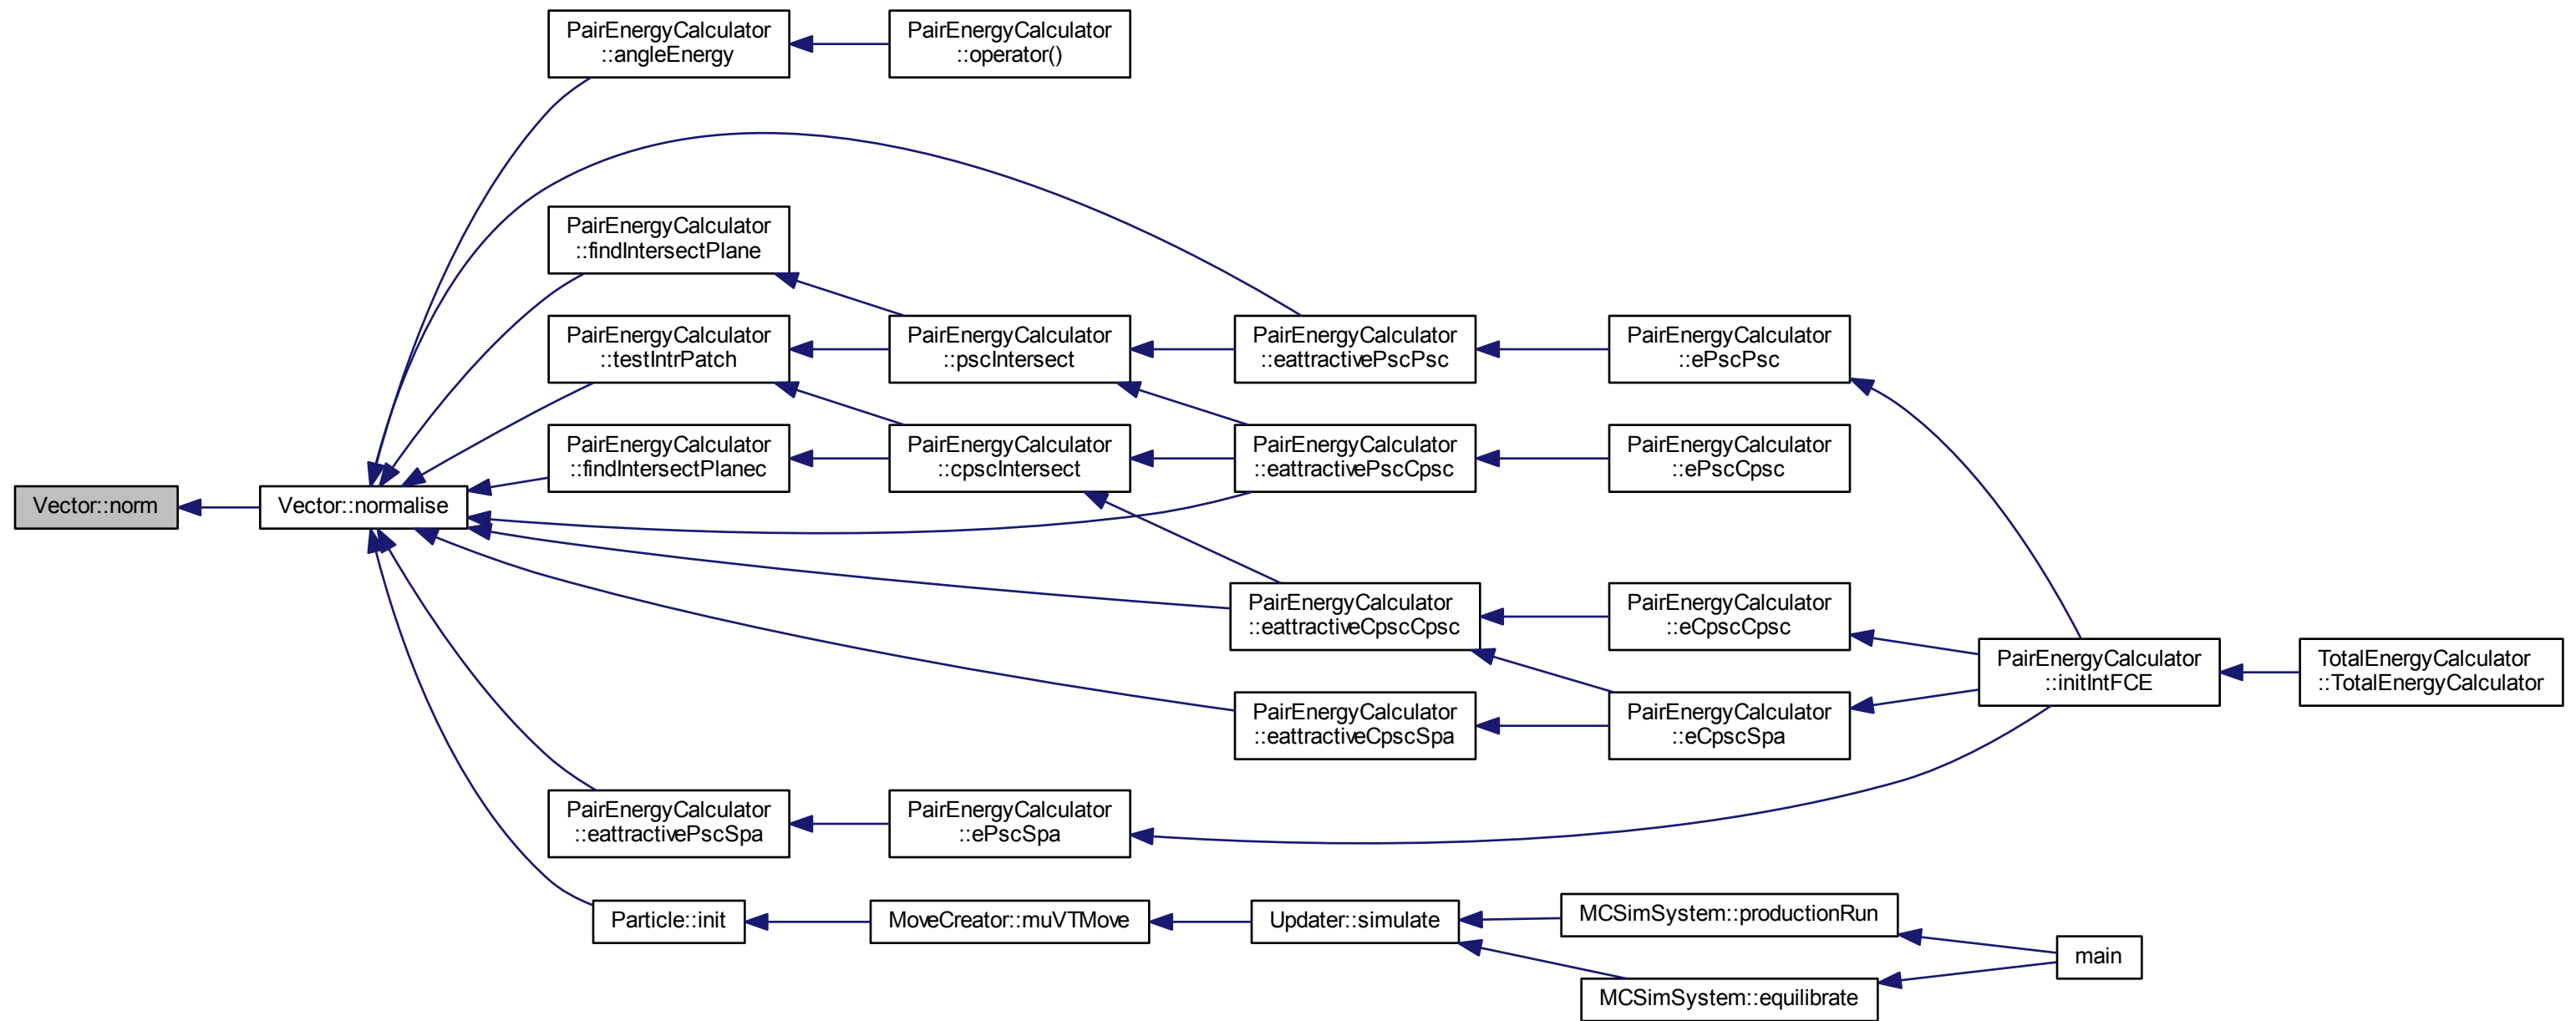 PairEnergyCalculator
::angleEnergy
PairEnergyCalculator
::operator()
PairEnergyCalculator
::findIntersectPlane
PairEnergyCalculator
::testIntrPatch
PairEnergyCalculator
::pscIntersect
PairEnergyCalculator
::eattractivePscPsc
PairEnergyCalculator
::ePscPsc
PairEnergyCalculator
::findIntersectPlanec
PairEnergyCalculator
::cpscIntersect
PairEnergyCalculator
::eattractivePscCpsc
PairEnergyCalculator
::ePscCpsc
Vector::norm
Vector::normalise
PairEnergyCalculator
::eattractiveCpscCpsc
PairEnergyCalculator
::eCpscCpsc
PairEnergyCalculator
::initIntFCE
TotalEnergyCalculator
::TotalEnergyCalculator
PairEnergyCalculator
::eattractiveCpscSpa
PairEnergyCalculator
::eCpscSpa
PairEnergyCalculator
::eattractivePscSpa
PairEnergyCalculator
::ePscSpa
Particle::init
MoveCreator::muVTMove
Updater::simulate
MCSimSystem::productionRun
main
MCSimSystem::equilibrate